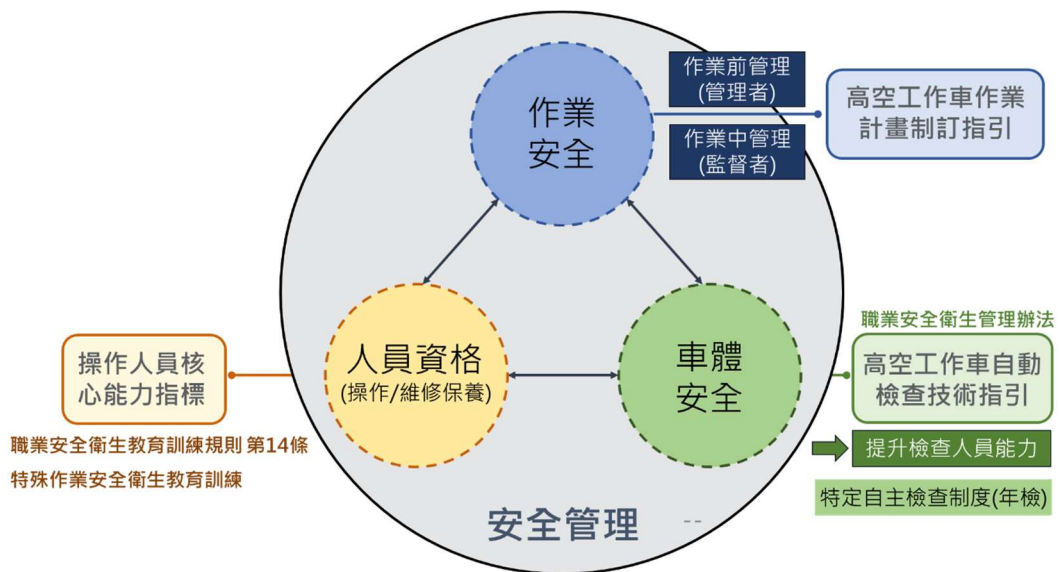 作業
安全
作業前管理
(管理者)
作業中管理
(監督者)
高空工作車作業
計畫制訂指引
人員資格
(操作/維修保養)
車體
安全
操作人員核
心能力指標
職業安全衛生教育訓練規則 第14條
特殊作業安全衛生教育訓練
職業安全衛生管理辦法
高空工作車自動
檢查技術指引
提升檢查人員能力
特定自主檢查制度(年檢)
安全管理 --